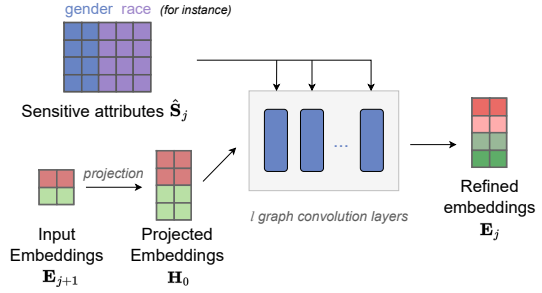 gender race (for instance)
Sensitive attributes Ŝ_j
projection
Input
Embeddings
E_{j+1}
Projected
Embeddings
H_0
...
l graph convolution layers
Refined
embeddings
E_j